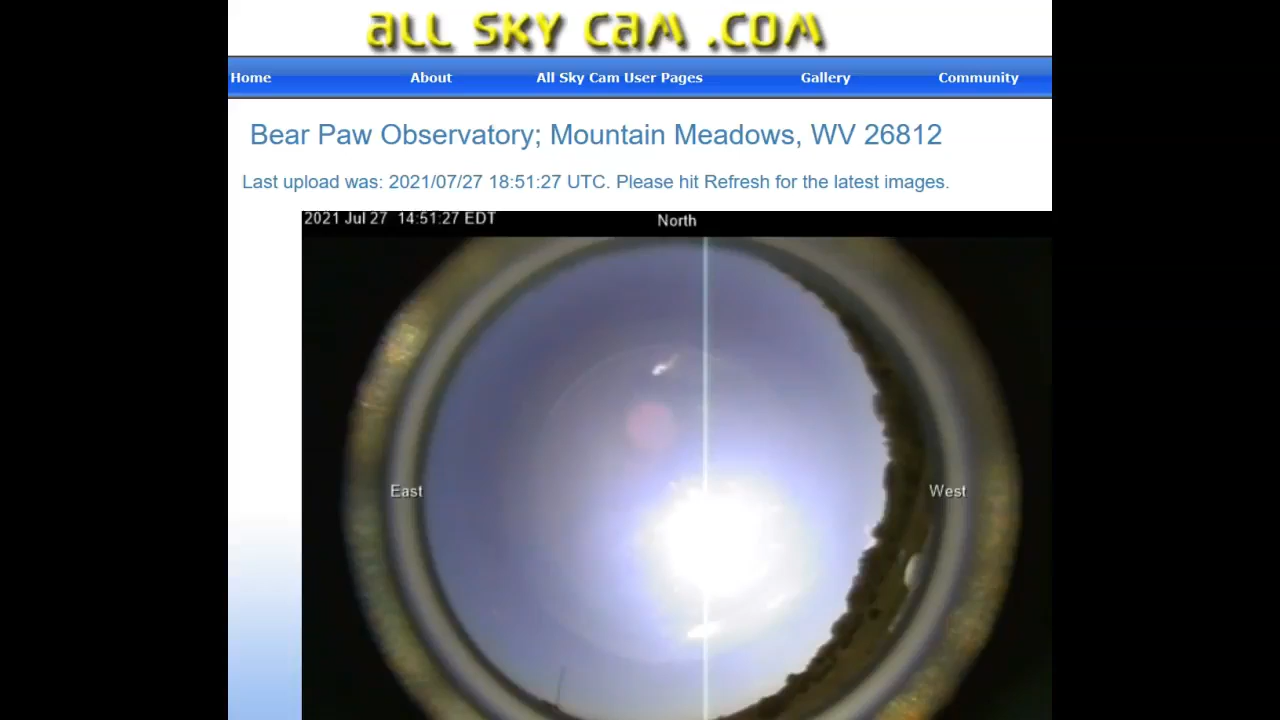 ALL SKY CAM .COM
Home About All Sky Cam User Pages Gallery Community
Bear Paw Observatory; Mountain Meadows, WV 26812
Last upload was: 2021/07/27 18:51:27 UTC. Please hit Refresh for the latest images.
2021 Jul 27 14:51:27 EDT North
East West